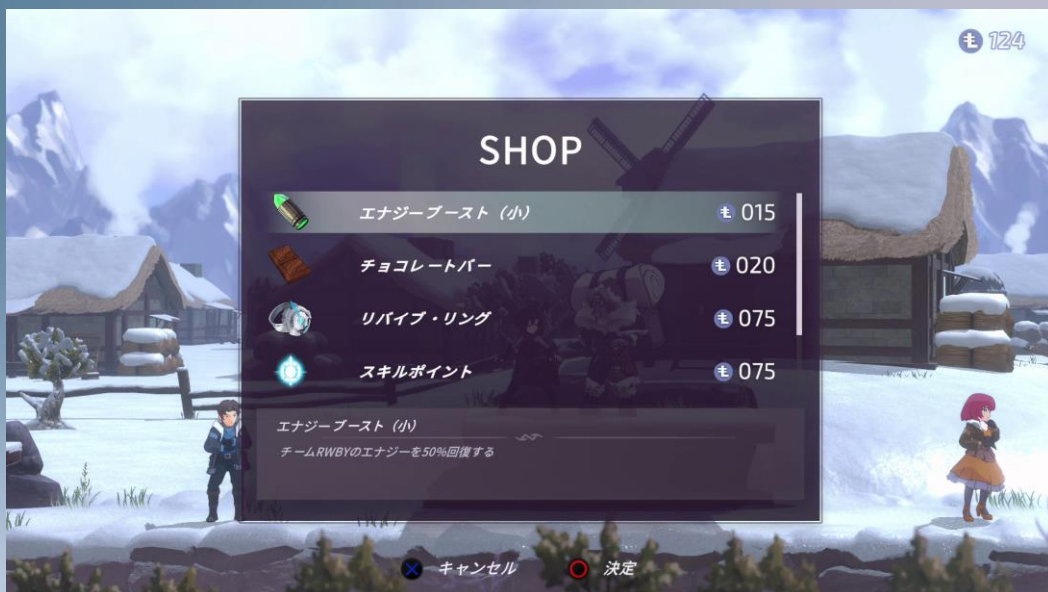 124
SHOP
エナジーブースト（小） 015
チョコレートバー 020
リバイブ・リング 075
スキルポイント 075
エナジーブースト（小）
チームRWBYのエナジーを50%回復する
キャンセル 決定